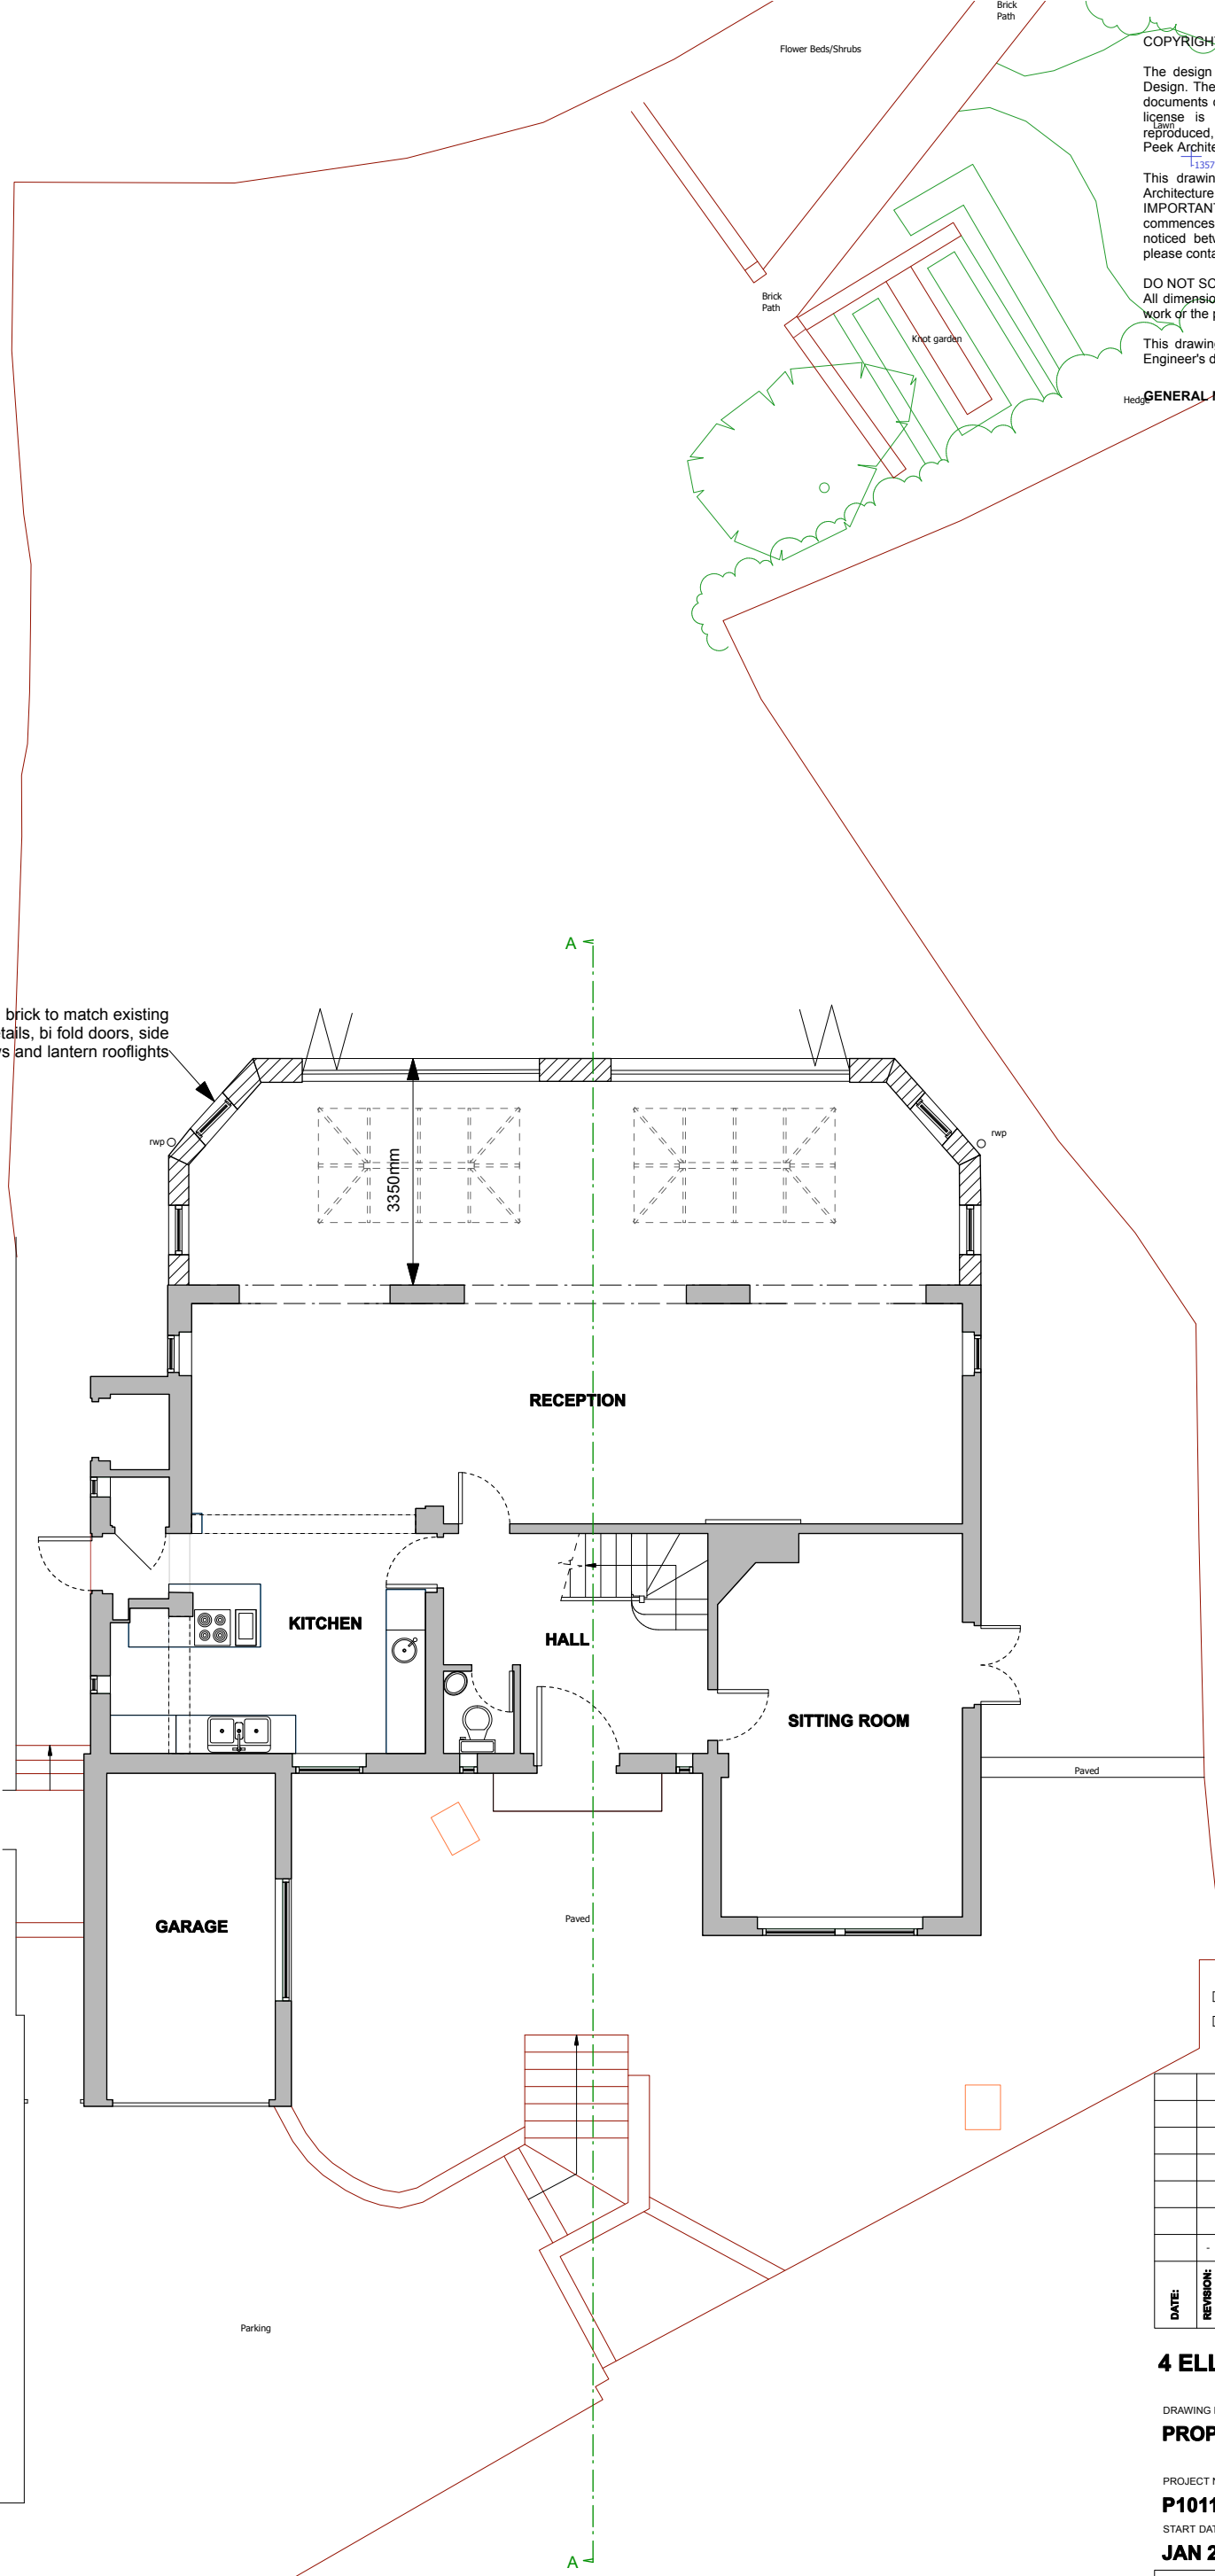 Brick
Path
Flower Beds/Shrubs
COPYRIGHT
The design
Design. The
documents
license is
Lawn
reproduced,
Peek Archite
1357
This drawin
Architecture
IMPORTANT
commences
noticed betw
please conta
DO NOT SC
All dimensio
work or the p
This drawing
Engineer's d
Hedge
GENERAL
Brick
Path
Knot garden
A
brick to match existing
tails, bi fold doors, side
s and lantern rooflights
rwp
rwp
3350mm
RECEPTION
KITCHEN
HALL
SITTING ROOM
Paved
GARAGE
Paved
Parking
-
DATE:
REVISION:
4 ELL
DRAWING
PROP
PROJECT
P1011
START DAT
JAN 2
A